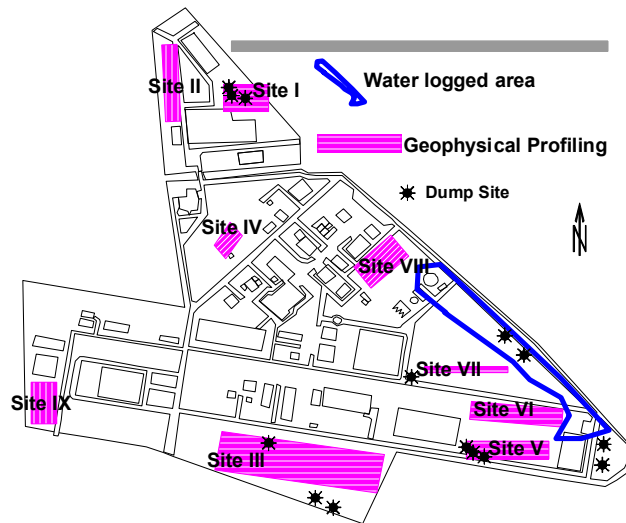 Water logged area
Site II
Site I
Geophysical Profiling
Dump Site
Site IV
N
Site VIII
Site VII
Site IX
Site VI
Site V
Site III